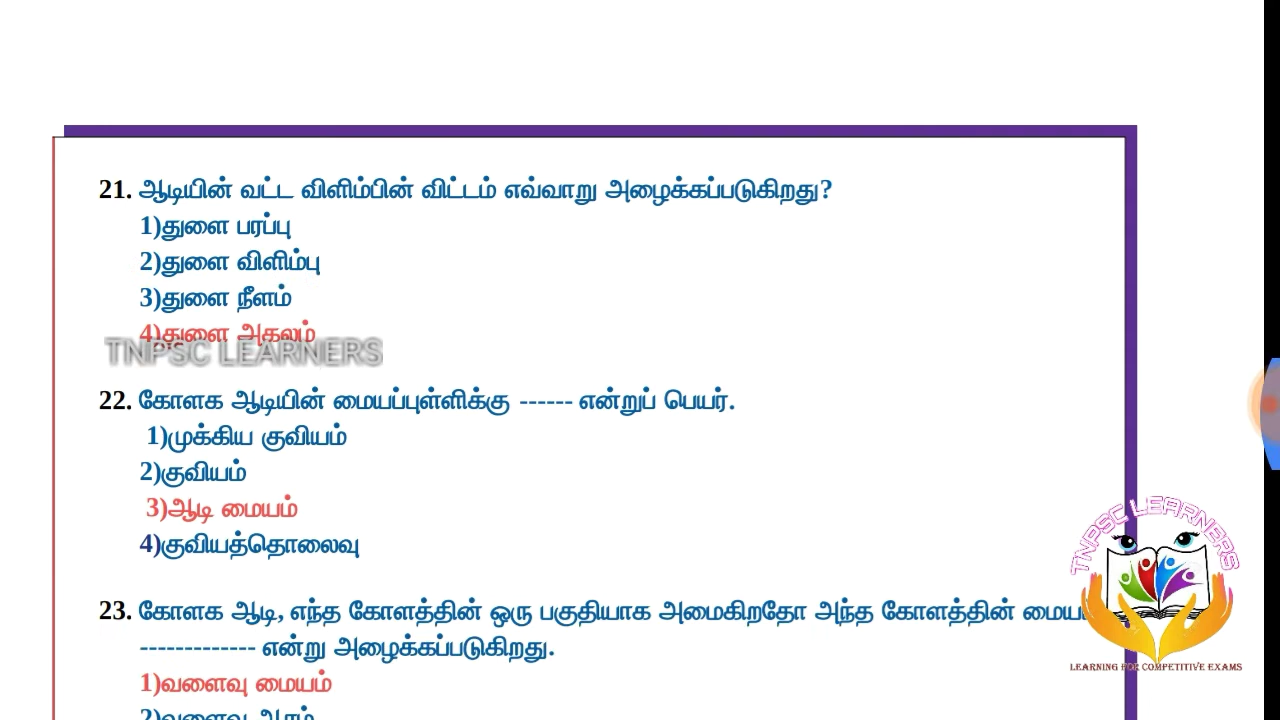 21. ஆடியின் வட்ட விளிம்பின் விட்டம் எவ்வாறு அழைக்கப்படுகிறது?
1)துளை பரப்பு
2)துளை விளிம்பு
3)துளை நீளம்
4)துளை அகலம்
TNPSC LEARNERS
22. கோளக ஆடியின் மையப்புள்ளிக்கு ------ என்றுப் பெயர்.
1)முக்கிய குவியம்
2)குவியம்
3)ஆடி மையம்
4)குவியத்தொலைவு
TNPSC LEARNERS
23. கோளக ஆடி, எந்த கோளத்தின் ஒரு பகுதியாக அமைகிறதோ அந்த கோளத்தின்
------------- என்று அழைக்கப்படுகிறது.
LEARNING FOR COMPETITIVE EXAMS
1)வளைவு மையம்
2)வளைவு ஆரம்